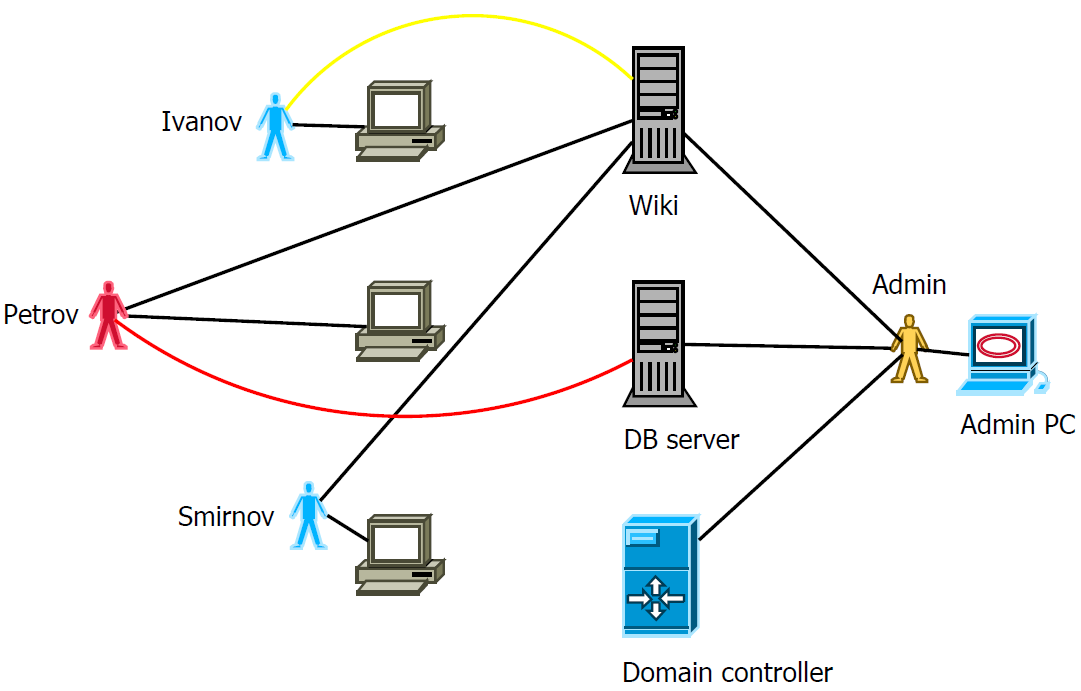 Ivanov
Wiki
Admin
Petrov
Admin PC
DB server
Smirnov
Domain controller